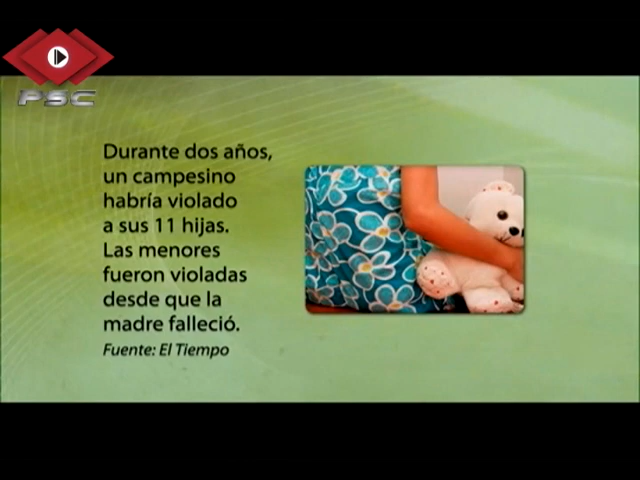 PSC
Durante dos años,
un campesino
habría violado
a sus 11 hijas.
Las menores
fueron violadas
desde que la
madre falleció.
Fuente: El Tiempo